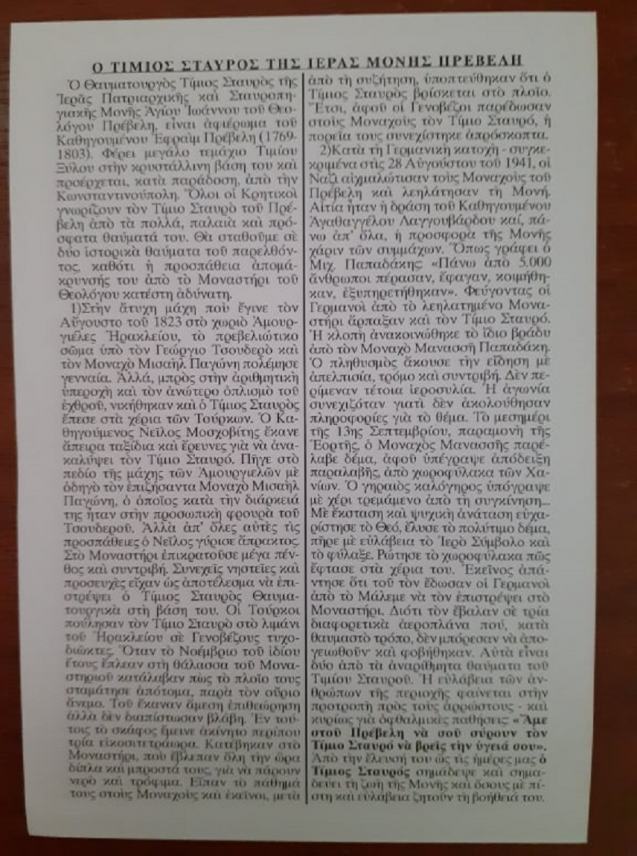 Ο ΤΙΜΙΟΣ ΣΤΑΥΡΟΣ ΤΗΣ ΙΕΡΑΣ ΜΟΝΗΣ ΠΡΕΒΕΛΗ
Ὁ Θαυματουργὸς Τίμιος Σταυρὸς τῆς
Ἱερᾶς Πατριαρχικῆς καὶ Σταυροπη-
γιακῆς Μονῆς Ἁγίου Ἰωάννου τοῦ Θεο-
λόγου Πρέβελη, εἶναι ἀφιέρωμα τοῦ
Καθηγουμένου Ἐφραὶμ Πρέβελη (1769-
1803). Φέρει μεγάλο τεμάχιο Τιμίου
Ξύλου στὴν κρυστάλλινη βάση του καὶ
προέρχεται, κατὰ παράδοση, ἀπὸ τὴν
Κωνσταντινούπολη. Ὅλοι οἱ Κρητικοὶ
γνωρίζουν τὸν Τίμιο Σταυρὸ τοῦ Πρέ-
βελη ἀπὸ τὰ πολλά, παλαιὰ καὶ πρό-
σφατα θαύματά του. Θὰ σταθοῦμε σὲ
δύο ἱστορικὰ θαύματα τοῦ παρελθόν-
τος, καθότι ἡ προσπάθεια ἀπομά-
κρυνσής του ἀπὸ τὸ Μοναστήρι τοῦ
Θεολόγου κατέστη ἀδύνατη.
1)Στὴν ἄτυχη μάχη ποὺ ἔγινε τὸν
Αὔγουστο τοῦ 1823 στὸ χωριὸ Ἀμουρ-
γιέλες Ἡρακλείου, τὸ πρεβελιώτικο
σῶμα ὑπὸ τὸν Γεώργιο Τσουδερὸ καὶ
τὸν Μοναχὸ Μισαὴλ Παγώνη πολέμησε
γενναῖα. Ἀλλά, μπρὸς στὴν ἀριθμητικὴ
ὑπεροχὴ καὶ τὸν ἀνώτερο ὁπλισμὸ τοῦ
ἐχθροῦ, νικήθηκαν καὶ ὁ Τίμιος Σταυρὸς
ἔπεσε στὰ χέρια τῶν Τούρκων. Ὁ Κα-
θηγούμενος Νεῖλος Μοσχοβίτης ἔκανε
ἄπειρα ταξίδια καὶ ἔρευνες γιὰ νὰ ἀνα-
καλύψει τὸν Τίμιο Σταυρό. Πῆγε στὸ
πεδίο τῆς μάχης τῶν Ἀμουργιελῶν μὲ
ὁδηγὸ τὸν ἐπιζήσαντα Μοναχὸ Μισαὴλ
Παγώνη, ὁ ὁποῖος κατὰ τὴν διάρκειά
της ἦταν στὴν προσωπικὴ φρουρὰ τοῦ
Τσουδεροῦ. Ἀλλὰ ἀπ᾽ ὅλες αὐτὲς τὶς
προσπάθειες ὁ Νεῖλος γύρισε ἄπρακτος.
Στὸ Μοναστήρι ἐπικρατοῦσε μέγα πέν-
θος καὶ συντριβή. Συνεχεῖς νηστεῖες καὶ
προσευχὲς εἶχαν ὡς ἀποτέλεσμα νὰ ἐπι-
στρέψει ὁ Τίμιος Σταυρὸς Θαυμα-
τουργικὰ στὴ βάση του. Οἱ Τοῦρκοι
πούλησαν τὸν Τίμιο Σταυρὸ στὸ λιμάνι
τοῦ Ἡρακλείου σὲ Γενοβέζους τυχο-
διῶκτες. Ὅταν τὸ Νοέμβριο τοῦ ἰδίου
ἔτους ἔπλεαν στὴ θάλασσα τοῦ Μονα-
στηριοῦ κατάλαβαν πὼς τὸ πλοῖο τους
σταμάτησε ἀπότομα, παρὰ τὸν οὔριο
ἄνεμο. Τοῦ ἔκαναν ἄμεση ἐπιθεώρηση
ἀλλὰ δὲν διαπίστωσαν βλάβη. Ἐν τού-
τοις τὸ σκάφος ἔμεινε ἀκίνητο περίπου
τρία εἰκοσιτετράωρα. Κατέβηκαν στὸ
Μοναστήρι, ποὺ ἔβλεπαν ὅλη τὴν ὥρα
δίπλα καὶ μπροστά τους, γιὰ νὰ πάρουν
νερὸ καὶ τρόφιμα. Εἶπαν τὸ πάθημά
τους στοὺς Μοναχοὺς καὶ ἐκεῖνοι, μετὰ
ἀπὸ τὴ συζήτηση, ὑποπτεύθηκαν ὅτι ὁ
Τίμιος Σταυρὸς βρίσκεται στὸ πλοῖο.
Ἔτσι, ἀφοῦ οἱ Γενοβέζοι παρέδωσαν
στοὺς Μοναχοὺς τὸν Τίμιο Σταυρό, ἡ
πορεία τους συνεχίστηκε ἀπρόσκοπτα.
2)Κατὰ τὴ Γερμανικὴ κατοχὴ - συγκε-
κριμένα στὶς 28 Αὐγούστου τοῦ 1941, οἱ
Ναζὶ αἰχμαλώτισαν τοὺς Μοναχοὺς τοῦ
Πρέβελη καὶ λεηλάτησαν τὴ Μονή.
Αἰτία ἦταν ἡ δράση τοῦ Καθηγουμένου
Ἀγαθαγγέλου Λαγγουβάρδου καί, πά-
νω ἀπ᾽ ὅλα, ἡ προσφορὰ τῆς Μονῆς
χάριν τῶν συμμάχων. Ὅπως γράφει ὁ
Μιχ. Παπαδάκης: «Πάνω ἀπὸ 5.000
ἄνθρωποι πέρασαν, ἔφαγαν, κοιμήθη-
καν, ἐξυπηρετήθηκαν». Φεύγοντας οἱ
Γερμανοὶ ἀπὸ τὸ λεηλατημένο Μονα-
στήρι ἅρπαξαν καὶ τὸν Τίμιο Σταυρό.
Ἡ κλοπὴ ἀνακοινώθηκε τὸ ἴδιο βράδυ
ἀπὸ τὸν Μοναχὸ Μανασσῆ Παπαδάκη.
Ὁ πληθυσμὸς ἄκουσε τὴν εἴδηση μὲ
ἀπελπισία, τρόμο καὶ συντριβή. Δὲν πε-
ρίμεναν τέτοια ἱεροσυλία. Ἡ ἀγωνία
συνεχιζόταν γιατὶ δὲν ἀκολούθησαν
πληροφορίες γιὰ τὸ θέμα. Τὸ μεσημέρι
τῆς 13ης Σεπτεμβρίου, παραμονὴ τῆς
Ἑορτῆς, ὁ Μοναχὸς Μανασσῆς παρέ-
λαβε δέμα, ἀφοῦ ὑπέγραψε ἀπόδειξη
παραλαβῆς, ἀπὸ χωροφύλακα τῶν Χα-
νίων. Ὁ γηραιὸς καλόγηρος ὑπόγραψε
μὲ χέρι τρεμάμενο ἀπὸ τὴ συγκίνηση...
Μὲ ἔκσταση καὶ ψυχικὴ ἀνάταση εὐχα-
ρίστησε τὸ Θεό, ἔλυσε τὸ πολύτιμο δέμα,
πῆρε μὲ εὐλάβεια τὸ Ἱερὸ Σύμβολο καὶ
τὸ φύλαξε. Ρώτησε τὸ χωροφύλακα πῶς
ἔφτασε στὰ χέρια του. Ἐκεῖνος ἀπά-
ντησε ὅτι τοῦ τὸν ἔδωσαν οἱ Γερμανοὶ
ἀπὸ τὸ Μάλεμε νὰ τὸν ἐπιστρέψει στὸ
Μοναστήρι. Διότι τὸν ἔβαλαν σὲ τρία
διαφορετικὰ ἀεροπλάνα πού, κατὰ
θαυμαστὸ τρόπο, δὲν μπόρεσαν νὰ ἀπο-
γειωθοῦν καὶ φοβήθηκαν. Αὐτὰ εἶναι
δύο ἀπὸ τὰ ἀναρίθμητα θαύματα τοῦ
Τιμίου Σταυροῦ. Ἡ εὐλάβεια τῶν ἀν-
θρώπων τῆς περιοχῆς φαίνεται στὴν
προτροπὴ πρὸς τοὺς ἀρρώστους - καὶ
κυρίως γιὰ ὀφθαλμικὲς παθήσεις: «Ἄμε
στοῦ Πρέβελη νὰ σοῦ σύρουν τὸν
Τίμιο Σταυρὸ νὰ βρεῖς τὴν ὑγειά σου».
Ἀπὸ τὴν ἔλευσή του ὡς τὶς ἡμέρες μας ὁ
Τίμιος Σταυρὸς σημάδεψε καὶ σημα-
δεύει τὴ ζωὴ τῆς Μονῆς καὶ ὅσους μὲ πί-
στη καὶ εὐλάβεια ζητοῦν τὴ βοήθειά του.